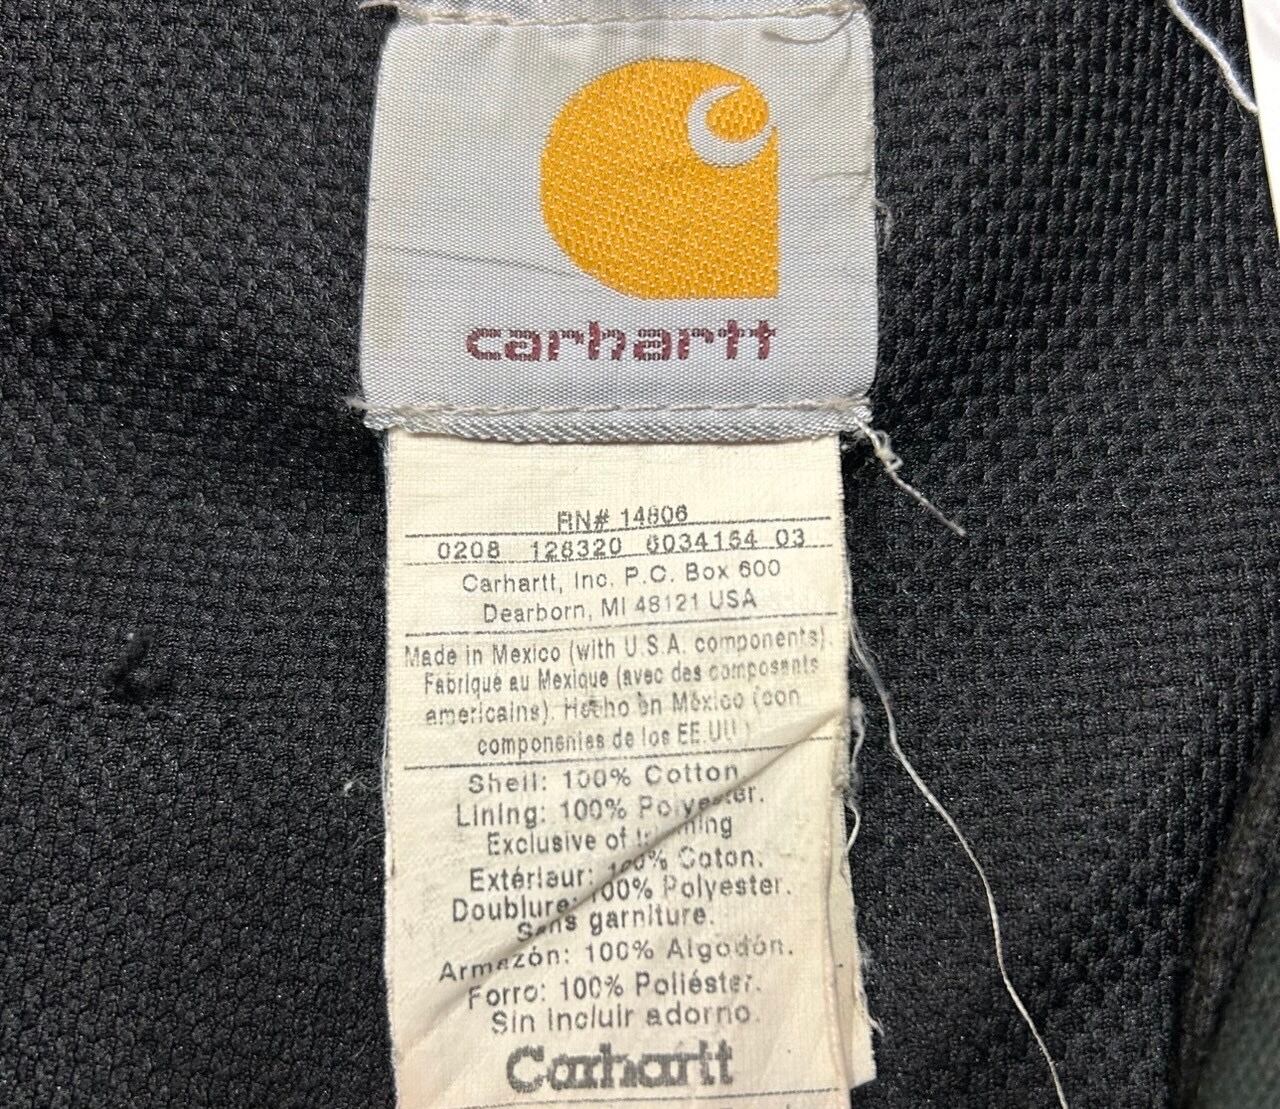 carhartt
RN# 14806
0208 128320 6034154 03
Carhartt, Inc. P.C. Box 600
Dearborn, MI 48121 USA
Made in Mexico (with U.S.A. components).
Fabriqué au Mexique (avec des composants
americains). Hecho en México (con
componentes de los EE.UU.)
Shell: 100% Cotton
Lining: 100% Polyester.
Exclusive of trimming
Extérieur: 100% Coton.
Doublure: 100% Polyester.
Sans garniture.
Armazón: 100% Algodón.
Forro: 100% Poliéster.
Sin incluir adorno.
Carhartt